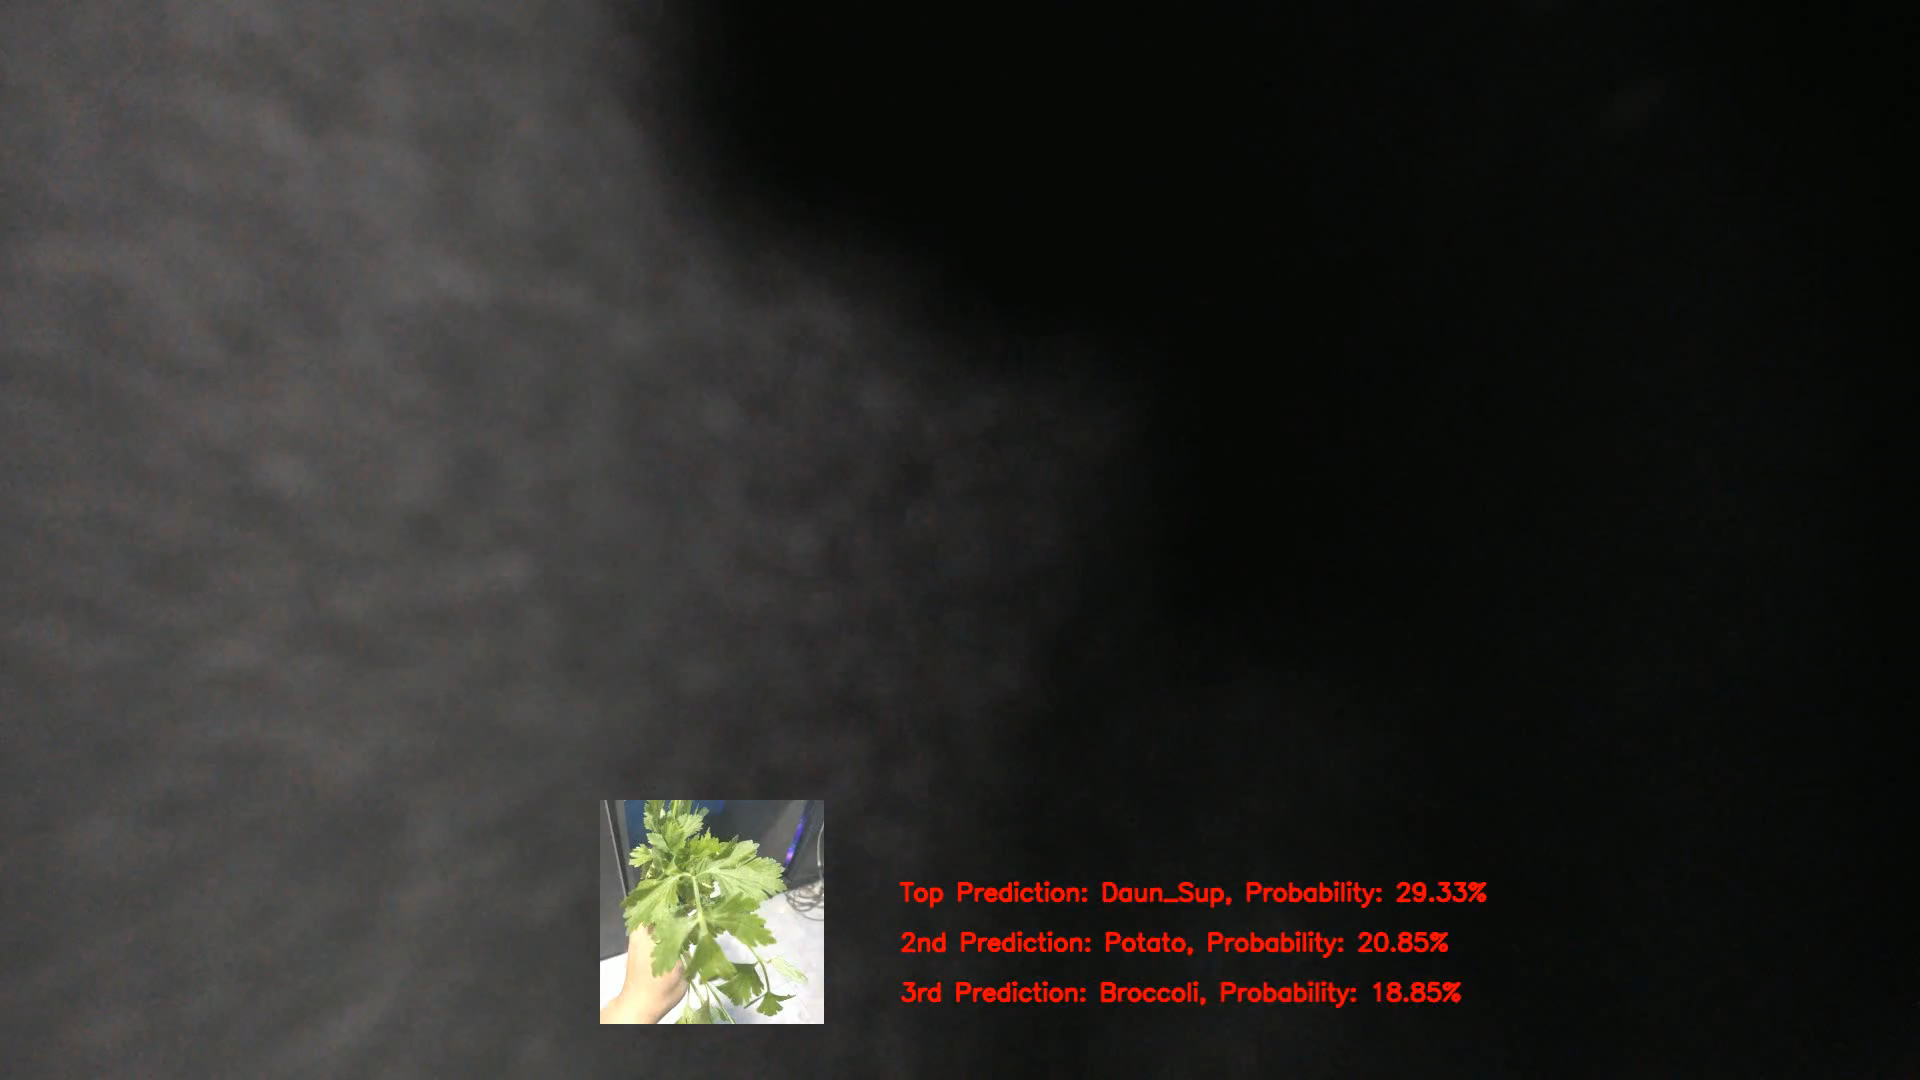 Top Prediction: Daun_Sup, Probability: 29.33%
2nd Prediction: Potato, Probability: 20.85%
3rd Prediction: Broccoli, Probability: 18.85%